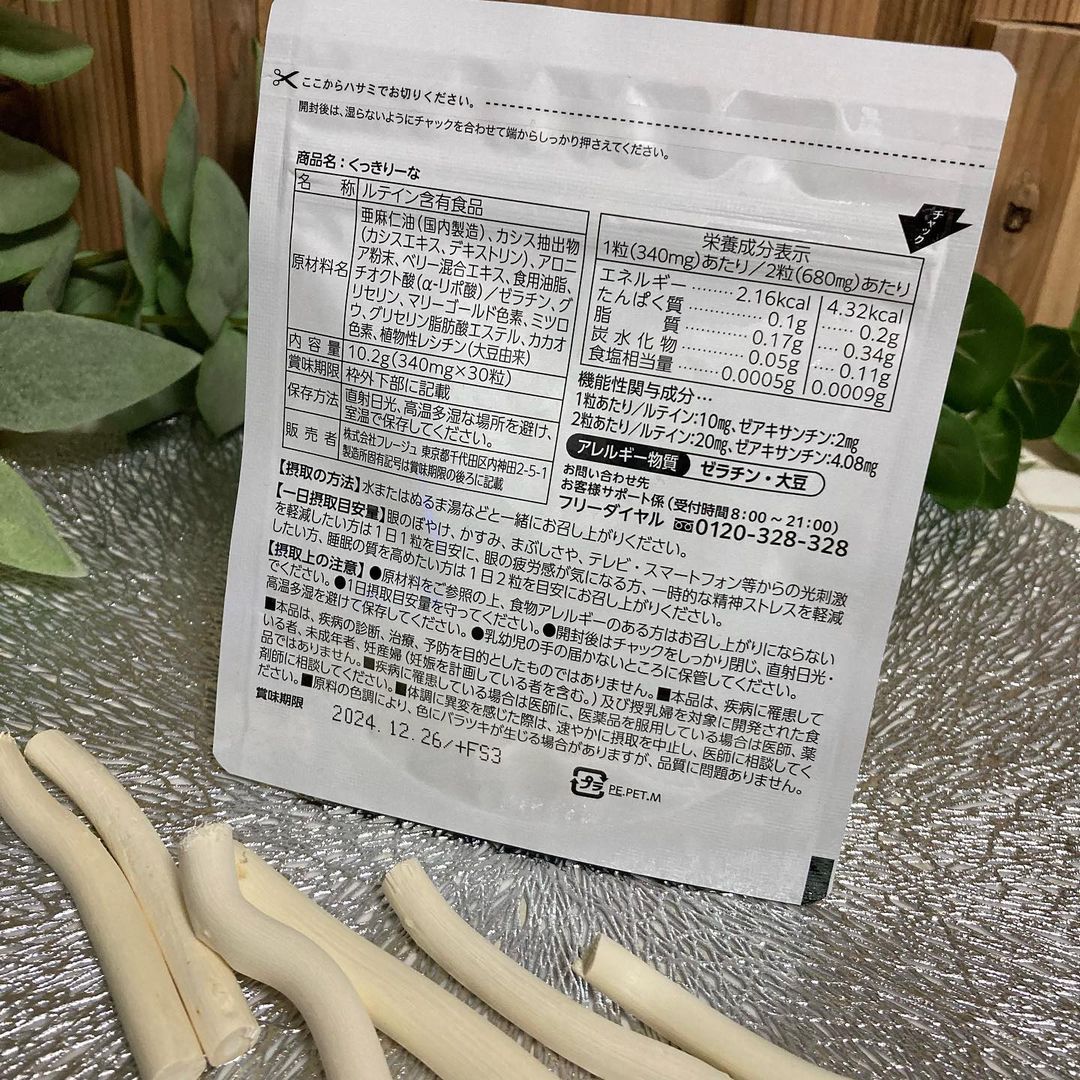 ここからハサミでお切りください。
開封後は、湿らないようにチャックを合わせて端からしっかり押さえてください。
チャック
商品名：くっきりーな
名称 ルテイン含有食品
原材料名 亜麻仁油(国内製造)、カシス抽出物
(カシスエキス、デキストリン)、アロニ
ア粉末、ベリー混合エキス、食用油脂、
チオクト酸(α-リポ酸)／ゼラチン、グ
リセリン、マリーゴールド色素、ミツロ
ウ、グリセリン脂肪酸エステル、カカオ
色素、植物性レシチン(大豆由来)
内容量 10.2g(340mg×30粒)
賞味期限 枠外下部に記載
保存方法 直射日光、高温多湿な場所を避け、
室温で保存してください。
販売者 株式会社フレージュ 東京都千代田区内神田2-5-1
製造所固有記号は賞味期限の後ろに記載
栄養成分表示
1粒(340mg)あたり／2粒(680mg)あたり
エネルギー………2.16kcal 4.32kcal
たんぱく質………0.1g ……0.2g
脂質………0.17g ……0.34g
炭水化物………0.05g ……0.11g
食塩相当量………0.0005g 0.0009g
機能性関与成分…
1粒あたり／ルテイン：10mg、ゼアキサンチン：2mg
2粒あたり／ルテイン：20mg、ゼアキサンチン：4.08mg
アレルギー物質 ゼラチン・大豆
お問い合わせ先
お客様サポート係（受付時間8：00～21：00）
フリーダイヤル 0120-328-328
【摂取の方法】水またはぬるま湯などと一緒にお召し上がりください。
【一日摂取目安量】眼のぼやけ、かすみ、まぶしさや、テレビ・スマートフォン等からの光刺激
を軽減したい方は1日1粒を目安に、眼の疲労感が気になる方、一時的な精神ストレスを軽減
したい方、睡眠の質を高めたい方は1日2粒を目安にお召し上がりください。
【摂取上の注意】●原材料をご参照の上、食物アレルギーのある方はお召し上がりにならない
でください。●1日摂取目安量を守ってください。●開封後はチャックをしっかり閉じ、直射日光・
高温多湿を避けて保存してください。●乳幼児の手の届かないところに保管してください。
■本品は、疾病の診断、治療、予防を目的としたものではありません。■本品は、疾病に罹患して
いる者、未成年者、妊産婦（妊娠を計画している者を含む。）及び授乳婦を対象に開発された食
品ではありません。■疾病に罹患している場合は医師に、医薬品を服用している場合は医師、薬
剤師に相談してください。■体調に異変を感じた際は、速やかに摂取を中止し、医師に相談してく
ださい。■原料の色調により、色にバラツキが生じる場合がありますが、品質に問題ありません。
賞味期限
2024.12.26/+FS3
プラ PE.PET.M